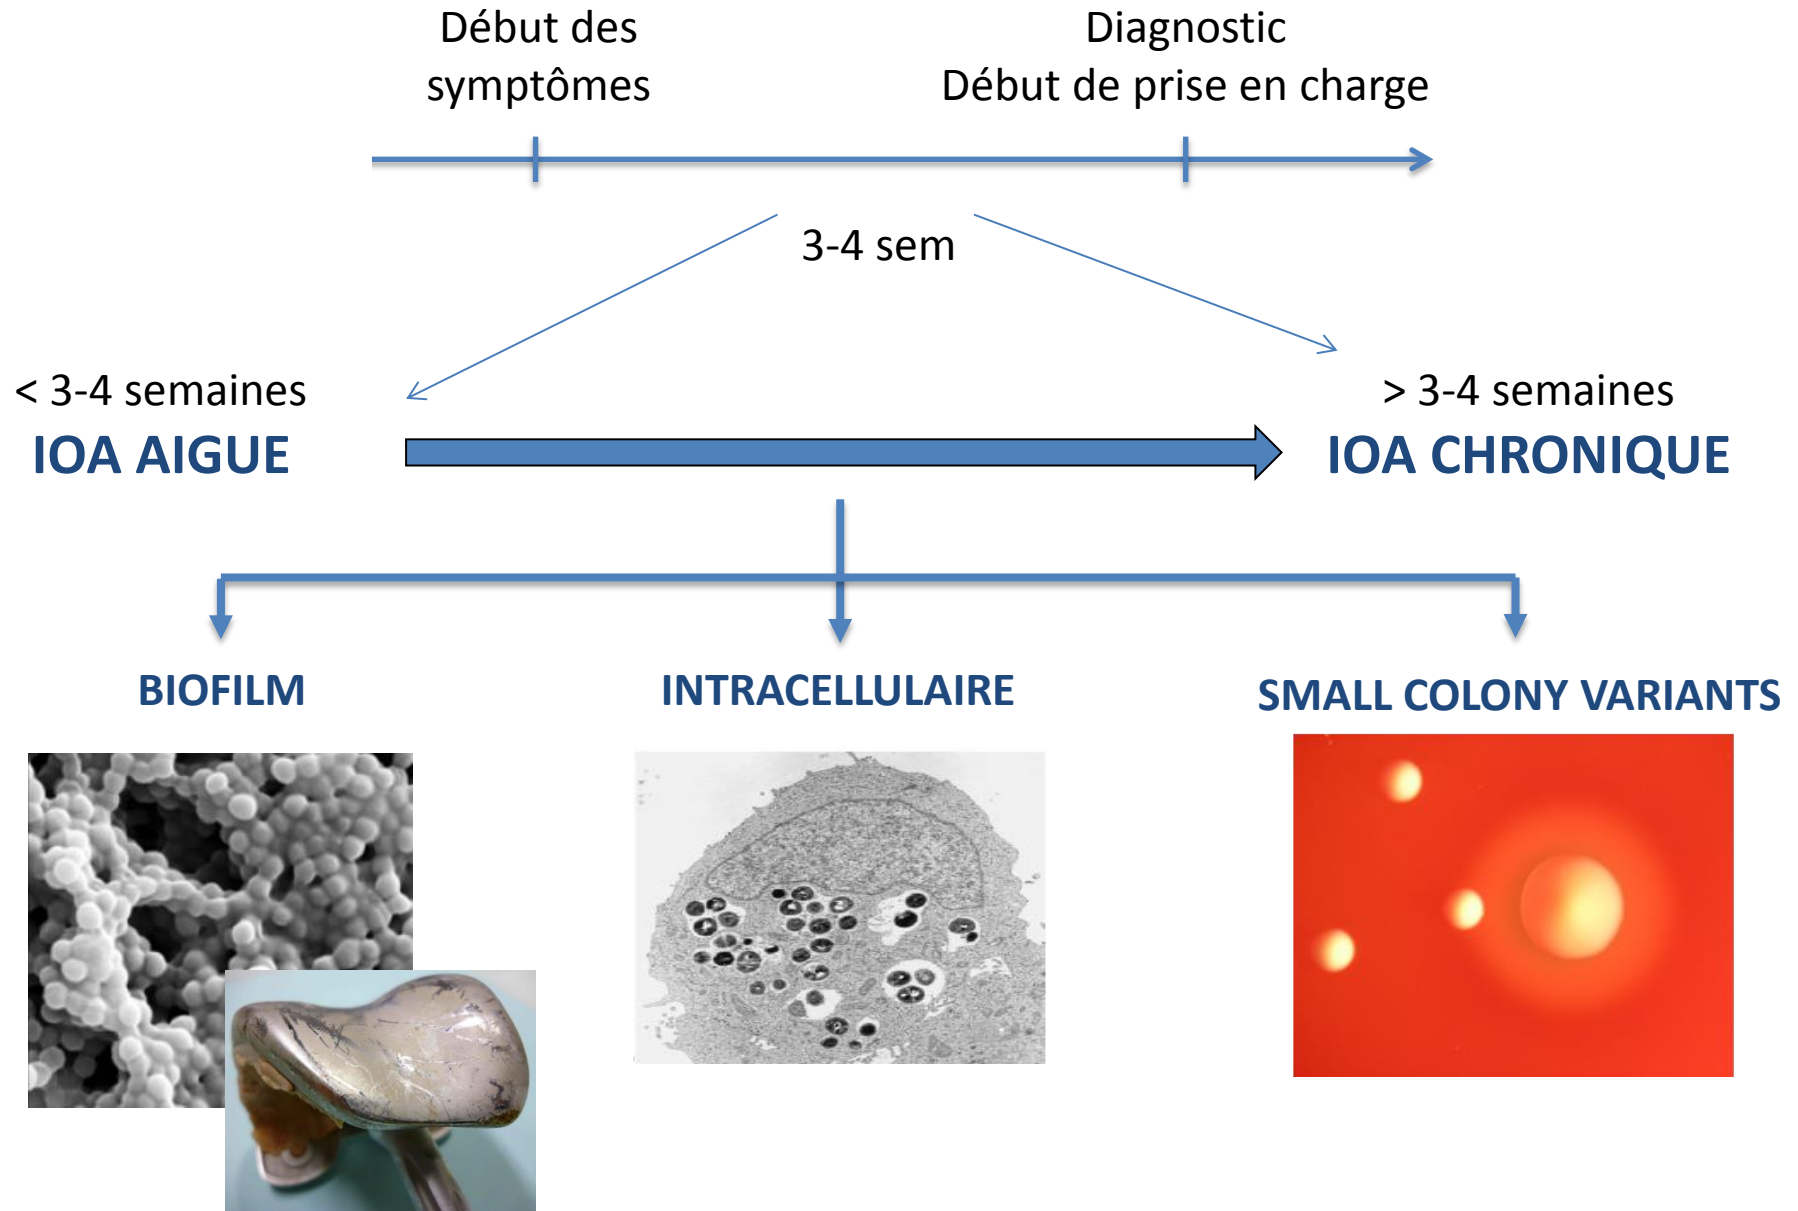 Début des
symptômes
Diagnostic
Début de prise en charge
3-4 sem
< 3-4 semaines
IOA AIGUE
> 3-4 semaines
IOA CHRONIQUE
BIOFILM
INTRACELLULAIRE
SMALL COLONY VARIANTS